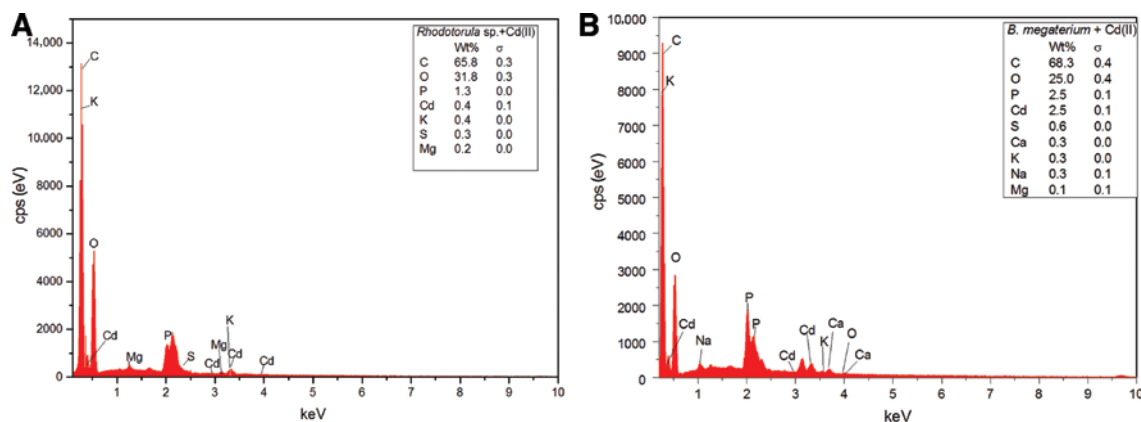 A
Rhodotorula sp.+Cd(II)
Wt% σ
C 65.8 0.3
O 31.8 0.3
P 1.3 0.0
Cd 0.4 0.1
K 0.4 0.0
S 0.3 0.0
Mg 0.2 0.0
14,000
13,000
10.000
8000
6000
4000
2000
0
cps (eV)
C
K
O
Cd
Mg
P
S
Cd
Mg
K
Cd
Cd
1 2 3 4 5 6 7 8 9 10
keV
B
B. megaterium + Cd(II)
Wt% σ
C 68.3 0.4
O 25.0 0.4
P 2.5 0.1
Cd 2.5 0.1
S 0.6 0.0
Ca 0.3 0.0
K 0.3 0.0
Na 0.3 0.1
Mg 0.1 0.1
10.000
9000
8000
7000
6000
9000
4000
3000
2000
0000
0
cps (eV)
C
K
O
Cd
Na
P
P
Cd
Cd
K
Ca
O
Ca
1 2 3 4 5 6 7 8 9 10
keV